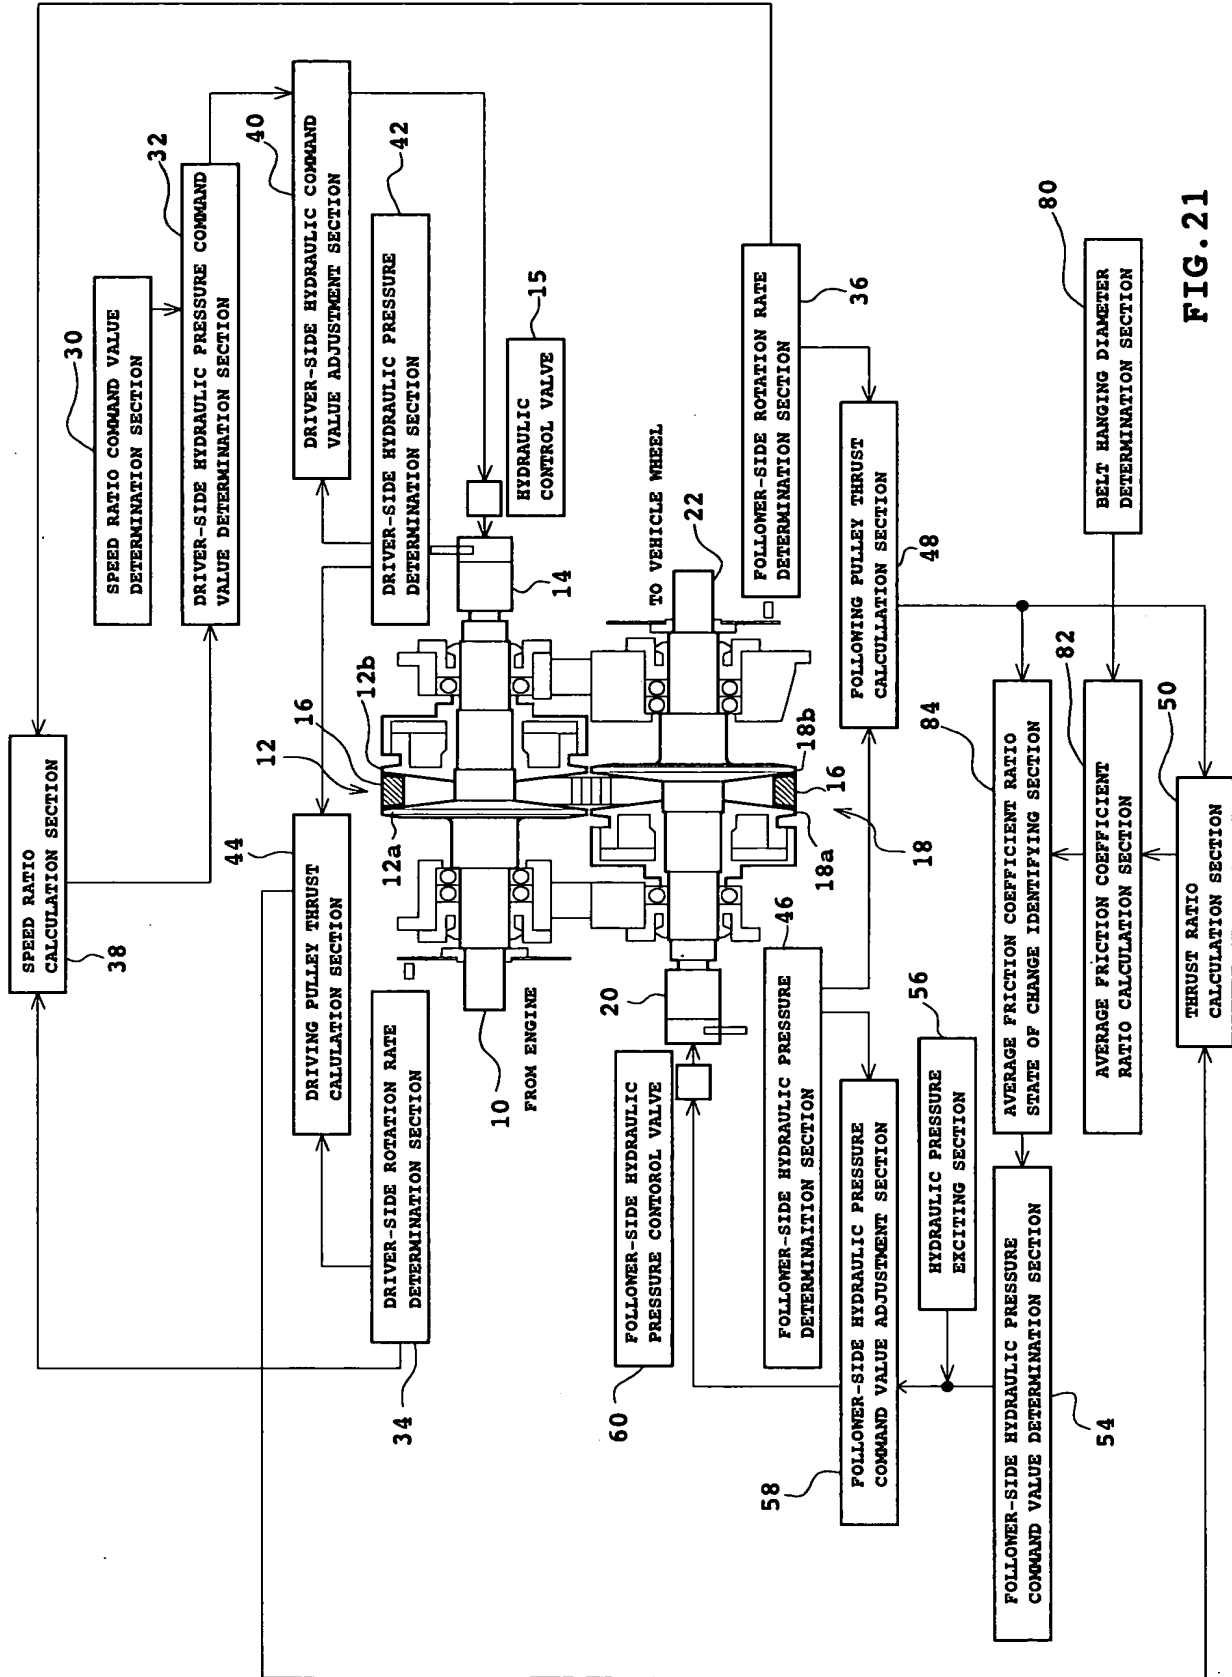 SPEED RATIO
CALCULATION SECTION
38
SPEED RATIO COMMAND VALUE
DETERMINATION SECTION
30
DRIVER-SIDE HYDRAULIC PRESSURE COMMAND
VALUE DETERMINATION SECTION
32
44
DRIVING PULLEY THRUST
CALULATION SECTION
DRIVER-SIDE HYDRAULIC COMMAND
VALUE ADJUSTMENT SECTION
40
DRIVER-SIDE ROTATION RATE
DETERMINATION SECTION
34
DRIVER-SIDE HYDRAULIC PRESSURE
DETERMINATION SECTION
42
12
16
12b
12a
10
FROM ENGINE
14
HYDRAULIC
CONTROL VALVE
15
FOLLOWER-SIDE HYDRAULIC
PRESSURE CONTOROL VALVE
60
20
TO VEHICLE WHEEL
22
18a
18b
16
18
FOLLOWER-SIDE ROTATION RATE
DETERMINATION SECTION
36
46
FOLLOWER-SIDE HYDRAULIC PRESSURE
DETERMINAITION SECTION
FOLLOWER-SIDE HYDRAULIC PRESSURE
COMMAND VALUE ADJUSTMENT SECTION
58
FOLLOWING PULLEY THRUST
CALCULLATION SECTION
48
56
HYDRAULIC PRESSURE
EXCITING SECTION
FOLLOWER-SIDE HYDRAULIC PRESSURE
COMMAND VALUE DETERMINATION SECTION
54
84
AVERAGE FRICTION COEFFICIENT RATIO
STATE OF CHANGE IDENTIFYING SECTION
82
AVERAGE FRICTION COEFFICIENT
RATIO CALCULATION SECTION
80
BELT HANGING DIAMETER
DETERMINATION SECTION
50
THRUST RATIO
CALCULATION SECTION
FIG.21